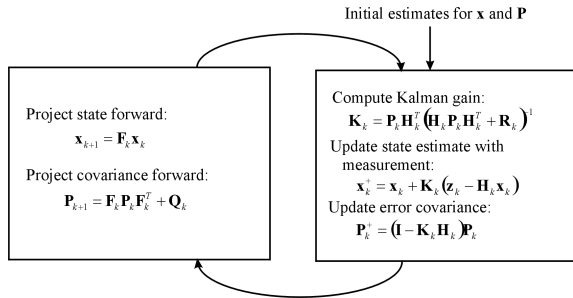 Initial estimates for x and P
Project state forward:
x_{k+1} = F_k x_k
Project covariance forward:
P_{k+1} = F_k P_k F_k^T + Q_k
Compute Kalman gain:
K_k = P_k H_k^T (H_k P_k H_k^T + R_k)^{-1}
Update state estimate with
measurement:
x_k^+ = x_k + K_k (z_k − H_k x_k)
Update error covariance:
P_k^+ = (I − K_k H_k) P_k